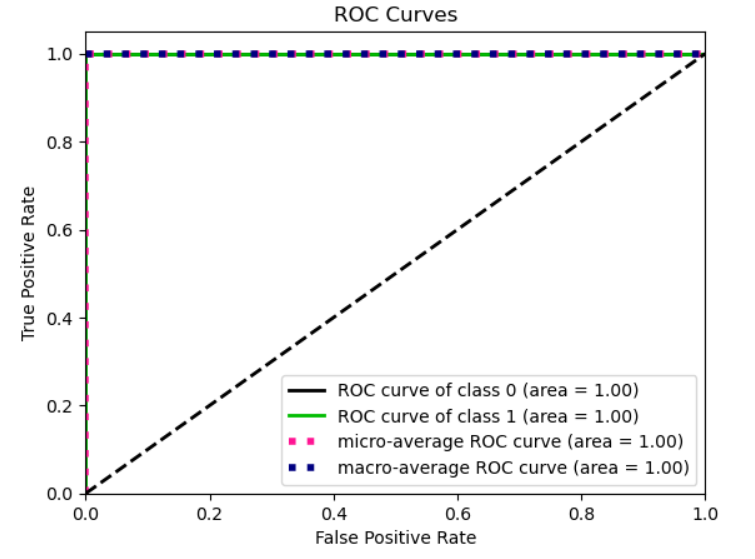 ROC Curves
True Positive Rate
1.0
0.8
0.6
0.4
0.2
0.0
ROC curve of class 0 (area = 1.00)
ROC curve of class 1 (area = 1.00)
micro-average ROC curve (area = 1.00)
macro-average ROC curve (area = 1.00)
0.0 0.2 0.4 0.6 0.8 1.0
False Positive Rate